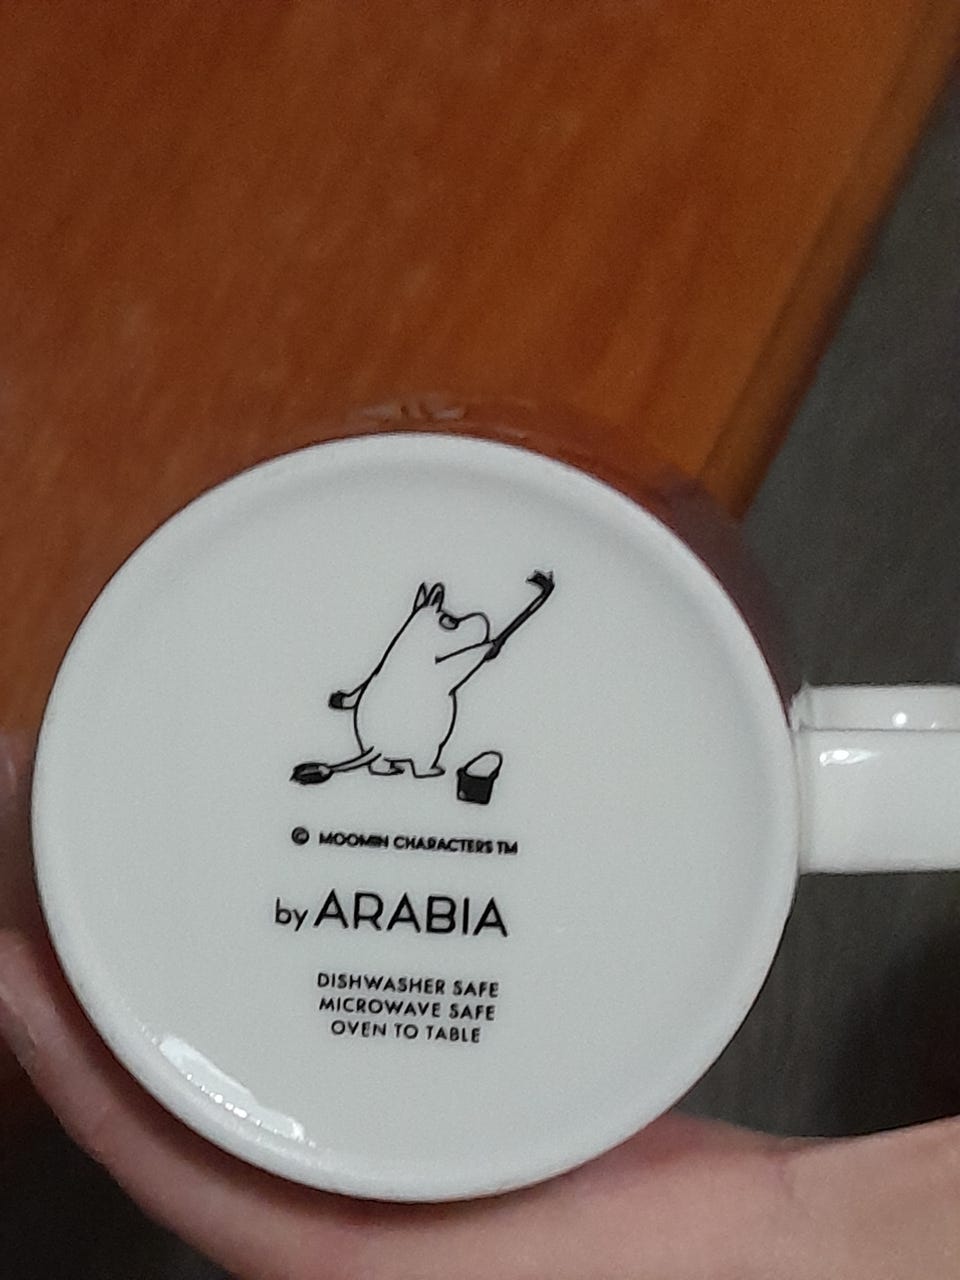 © MOOMIN CHARACTERS TM
by ARABIA
DISHWASHER SAFE
MICROWAVE SAFE
OVEN TO TABLE